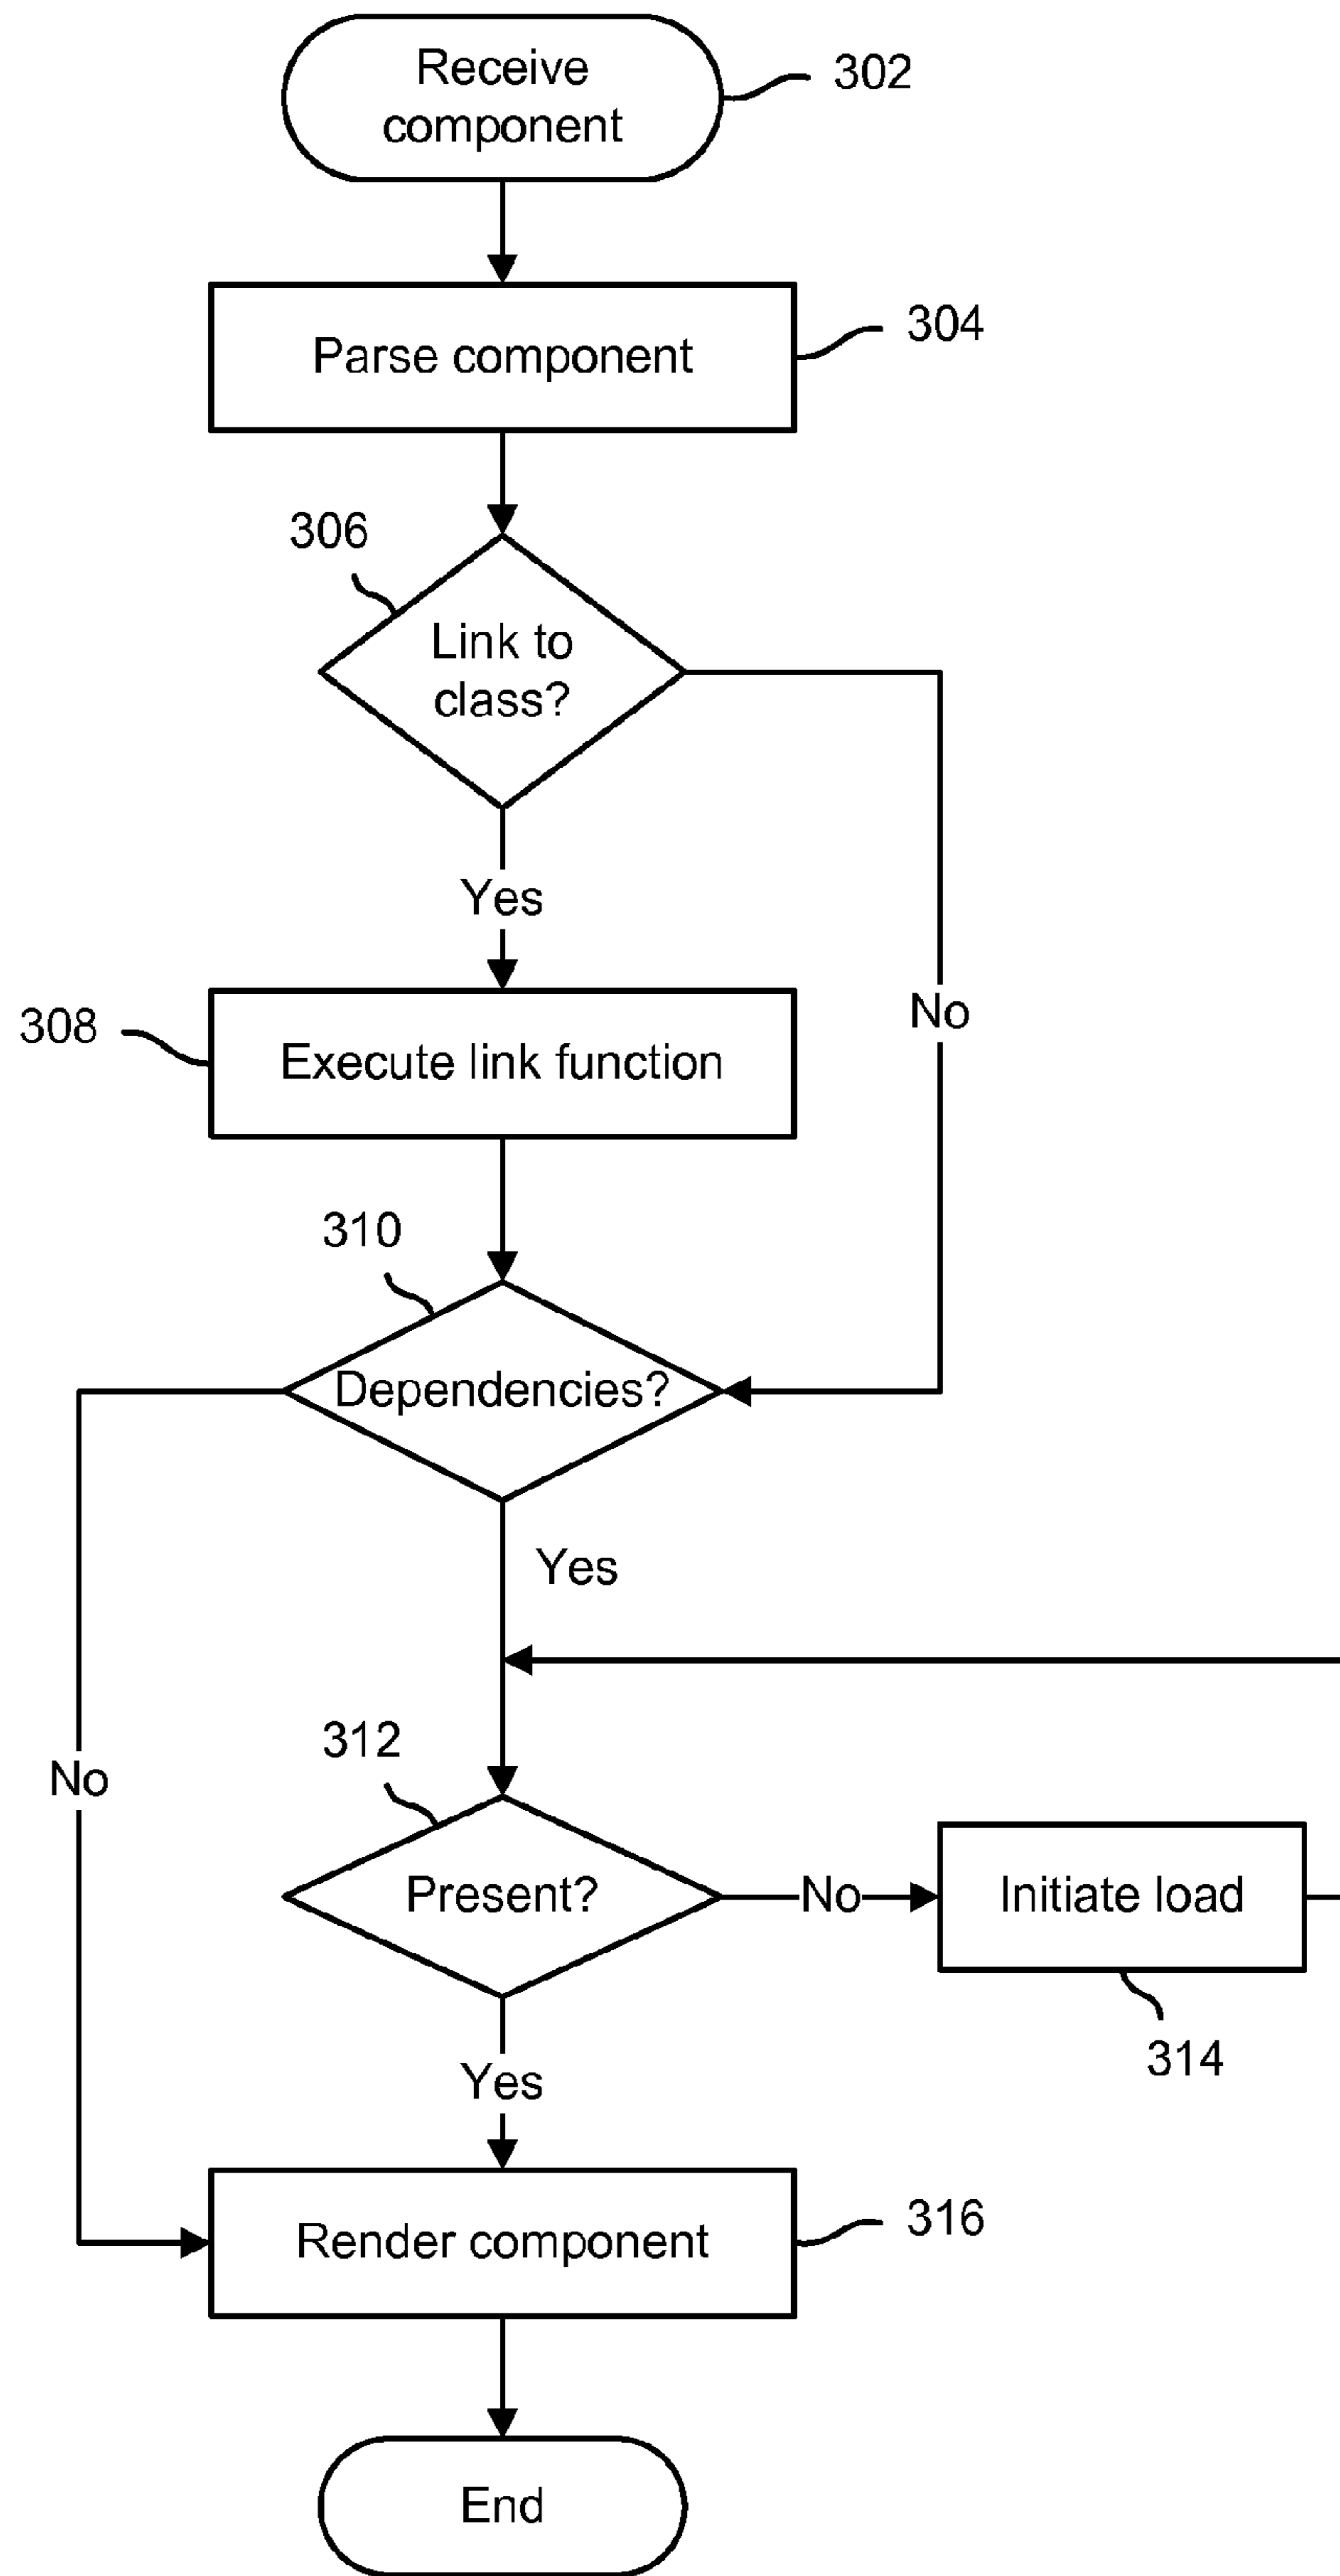 Receive
component
302
Parse component
304
306
Link to
class?
Yes
No
308
Execute link function
310
Dependencies?
Yes
No
312
Present?
No
Initiate load
314
Yes
Render component
316
End